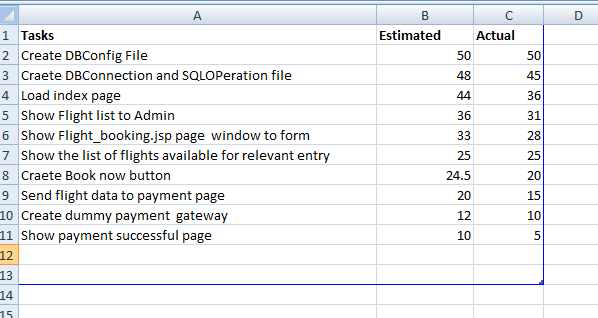 A B C D
1 Tasks Estimated Actual
2 Create DBConfig File 50 50
3 Craete DBConnection and SQLOPeration file 48 45
4 Load index page 44 36
5 Show Flight list to Admin 36 31
6 Show Flight_booking.jsp page  window to form 33 28
7 Show the list of flights available for relevant entry 25 25
8 Craete Book now button 24.5 20
9 Send flight data to payment page 20 15
10 Create dummy payment  gateway 12 10
11 Show payment successful page 10 5
12
13
14
15